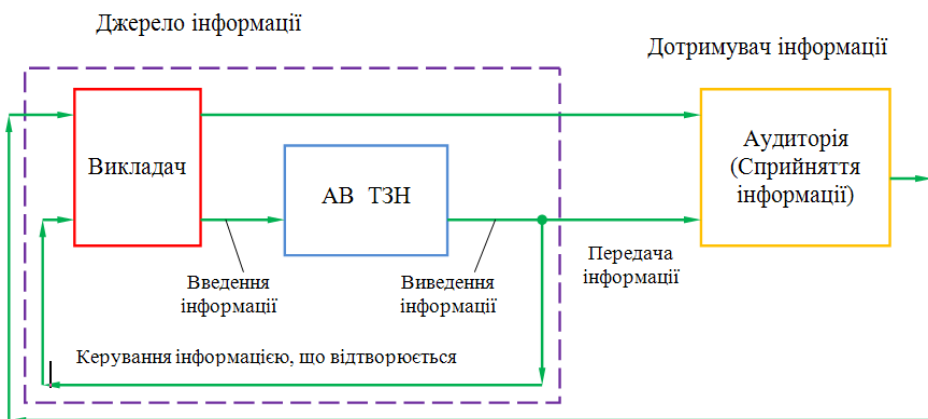 Джерело інформації
Дотримувач інформації
Викладач
АВ ТЗН
Аудиторія
(Сприйняття
інформації)
Введення
інформації
Виведення
інформації
Передача
інформації
Керування інформацією, що відтворюється